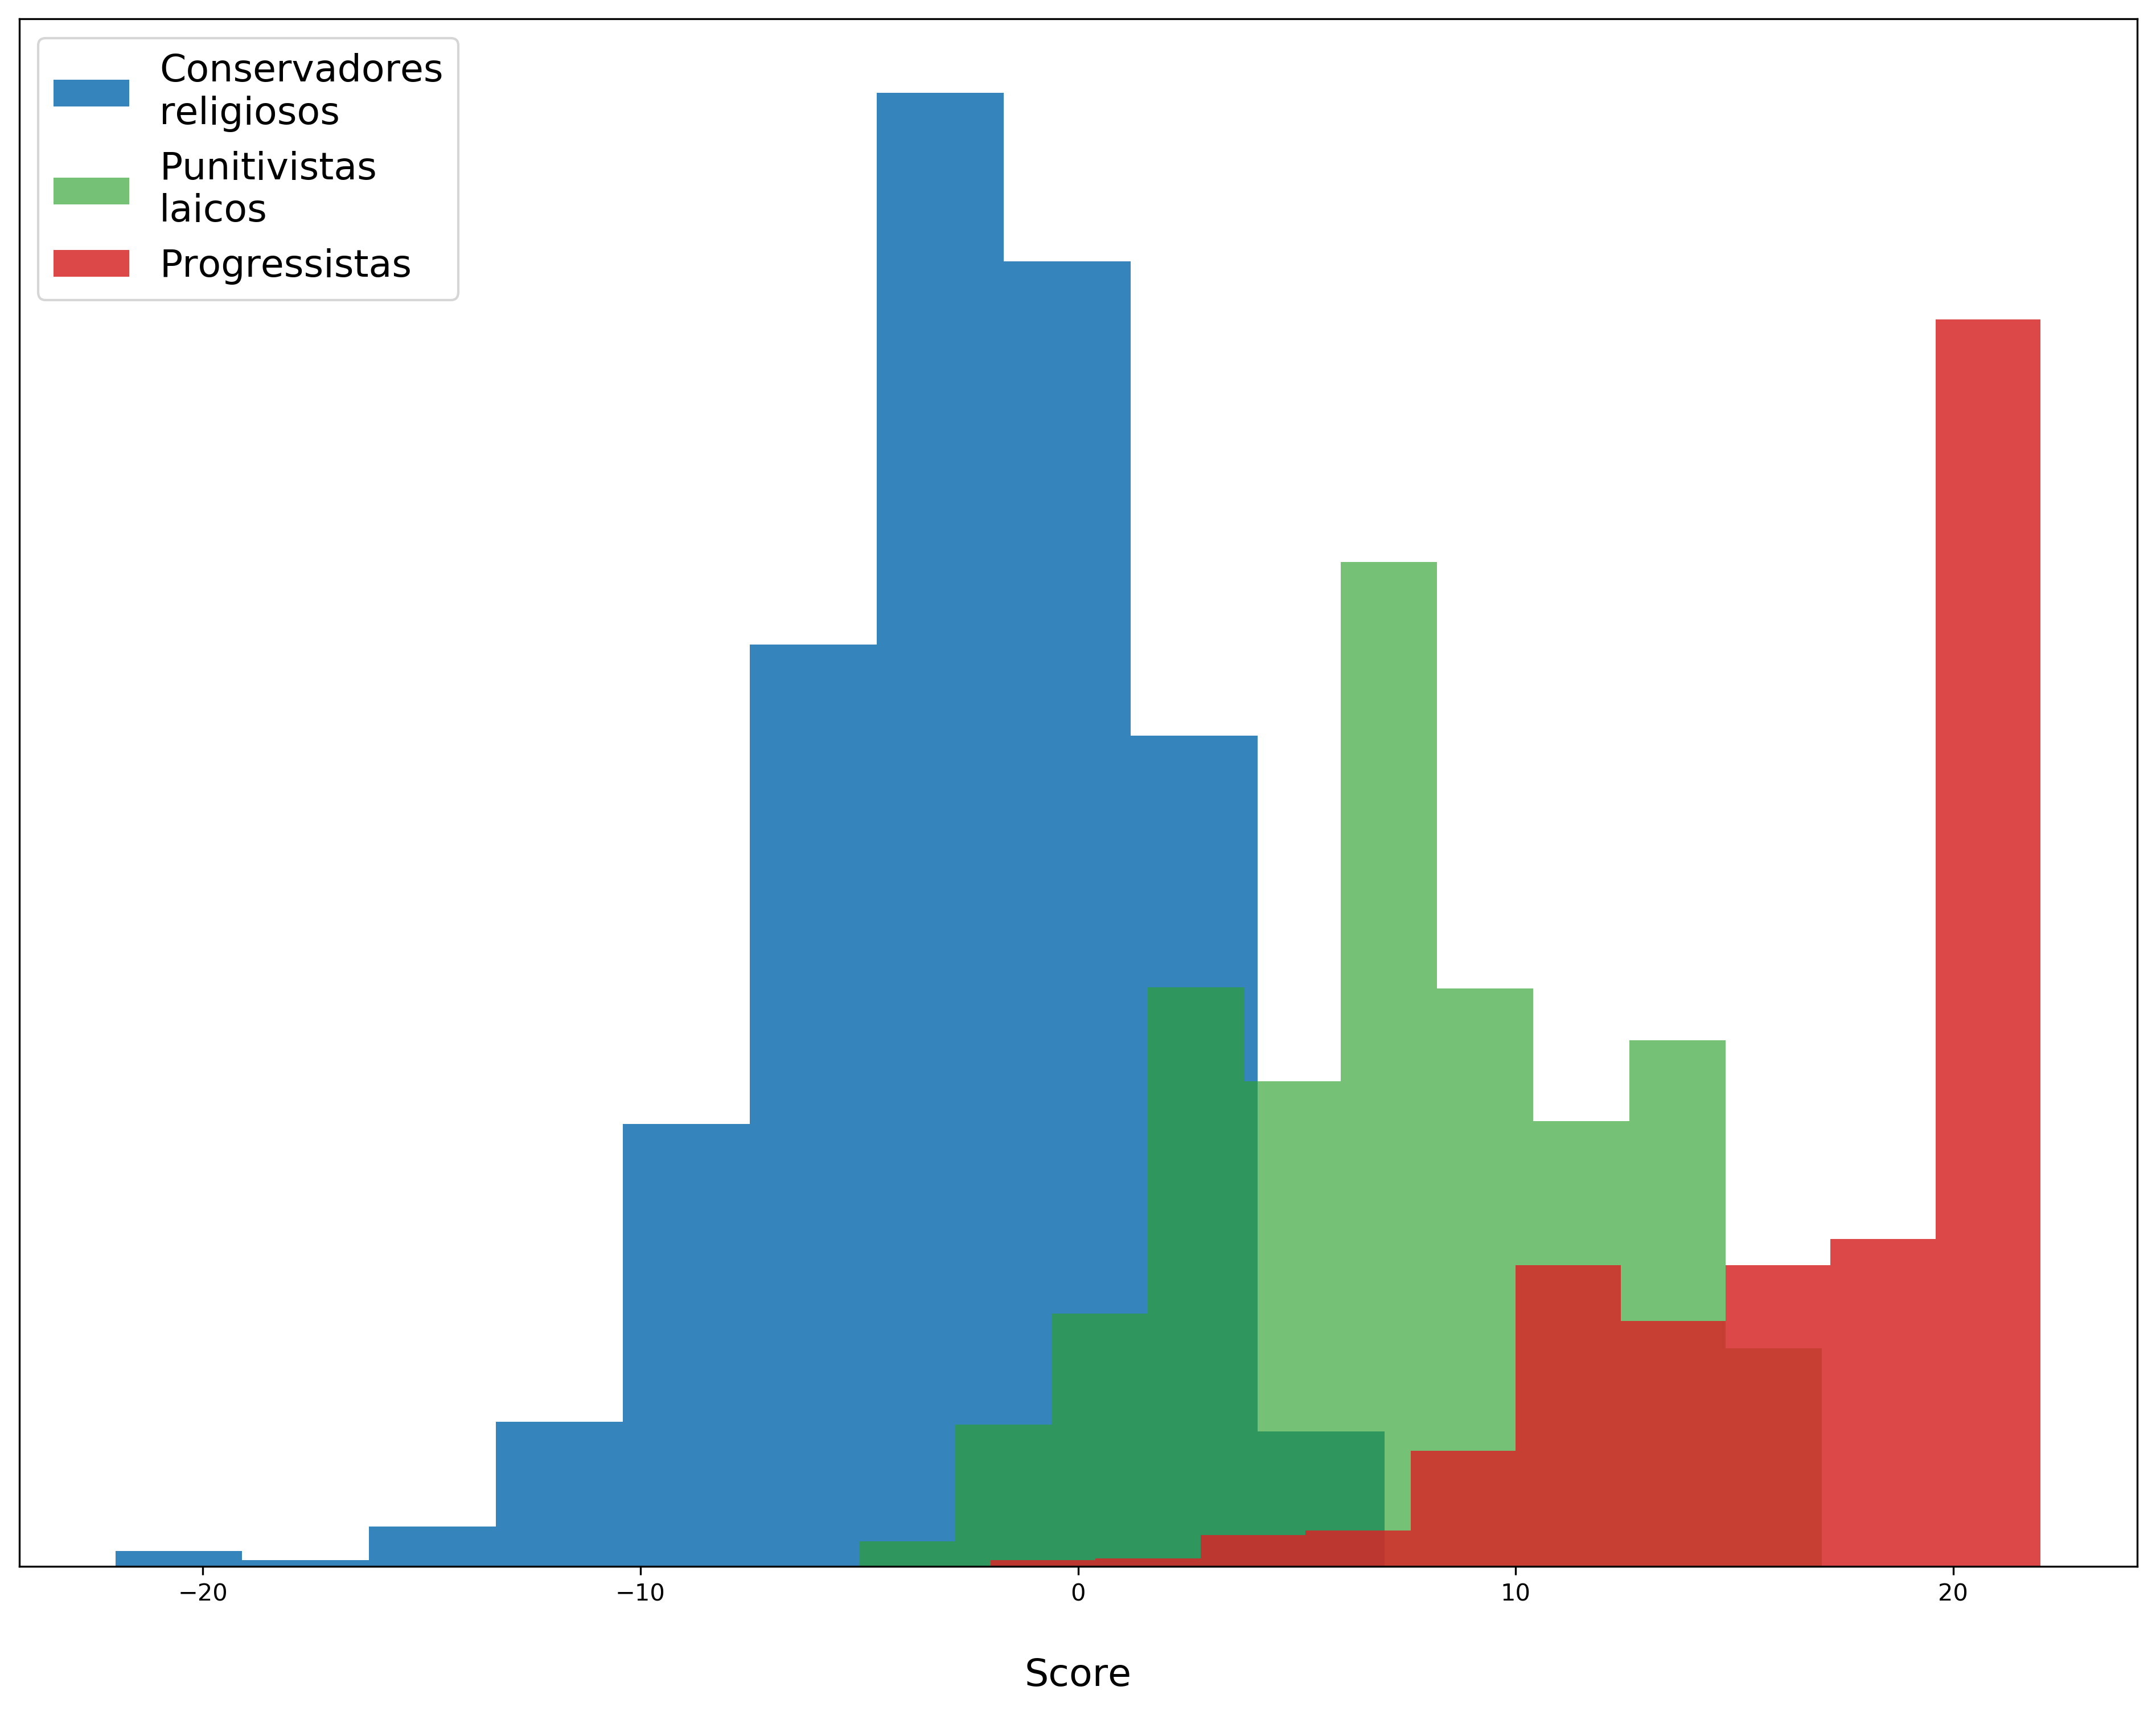 Conservadores
religiosos
Punitivistas
laicos
Progressistas
−20
−10
0
10
20
Score